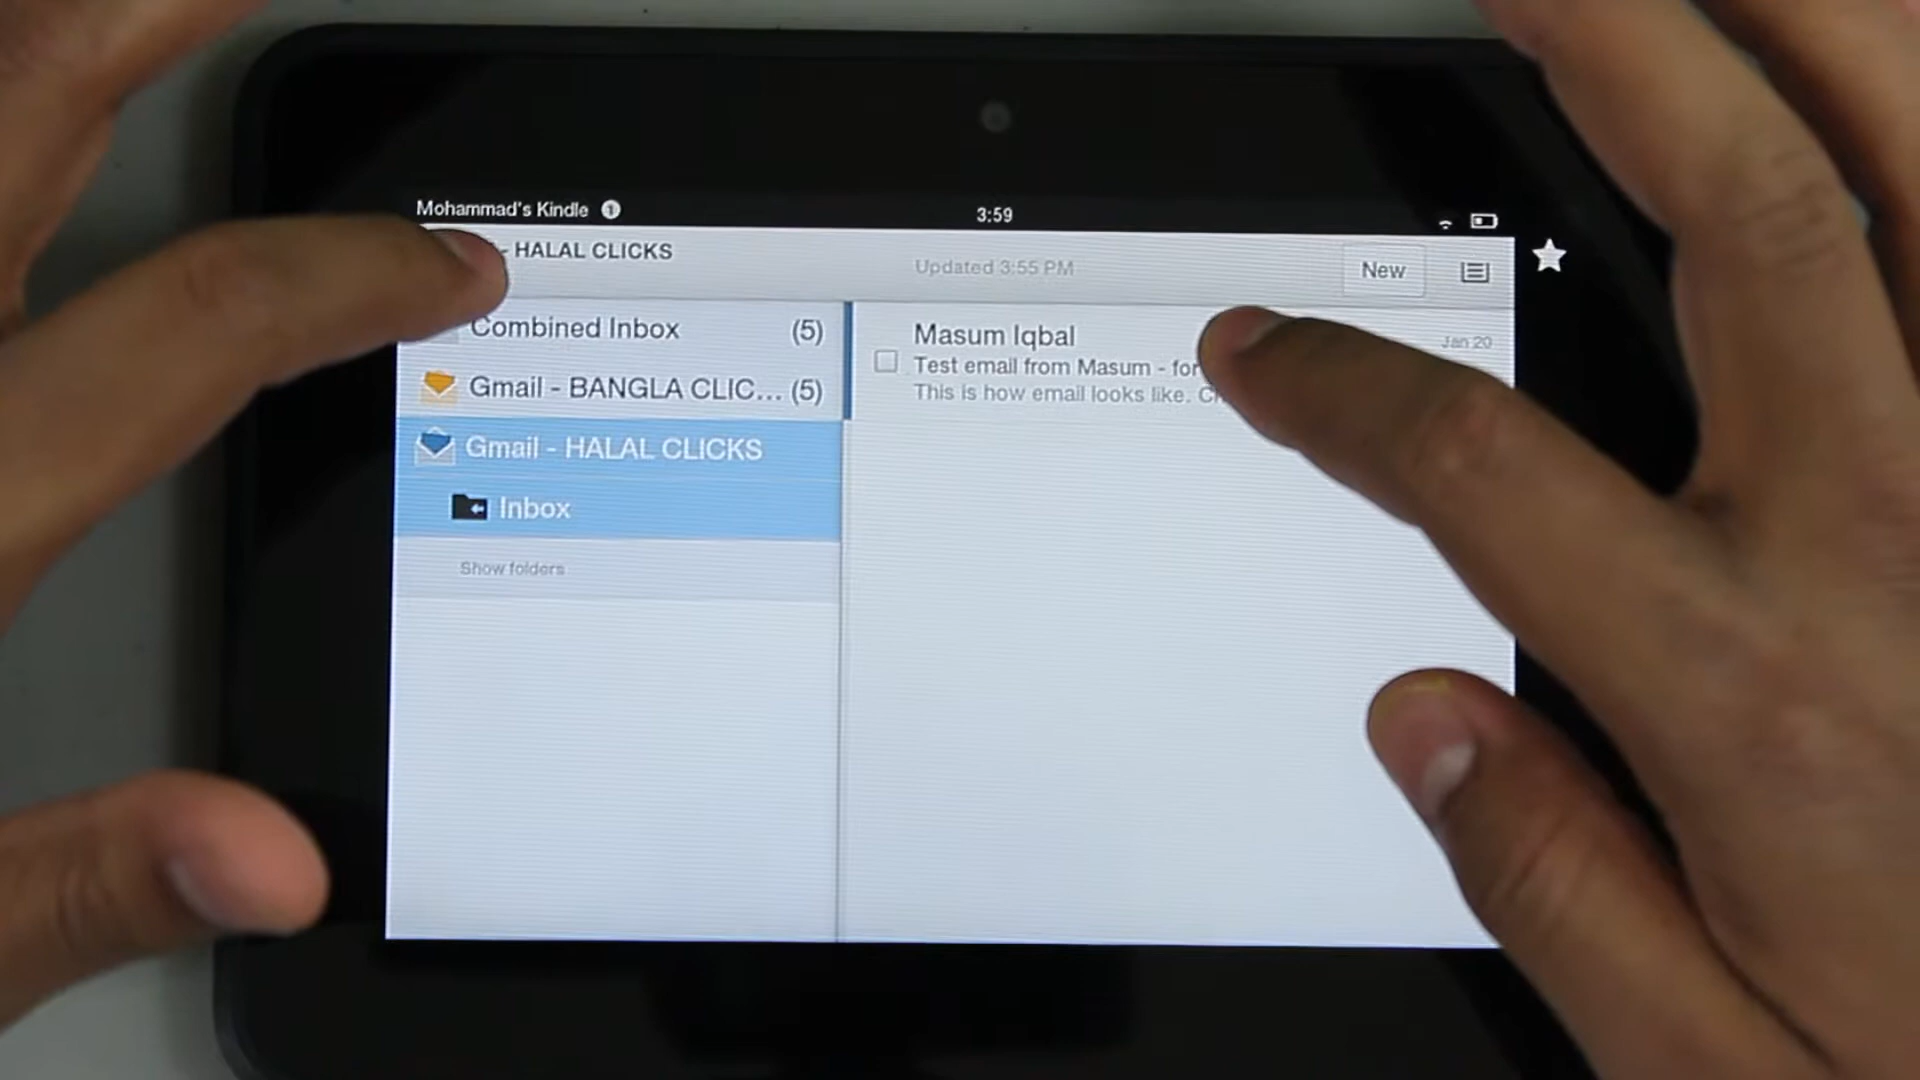 Mohammad's Kindle 1
3:59
- HALAL CLICKS
Updated 3:55 PM
New
Combined Inbox (5)
Gmail - BANGLA CLIC... (5)
Gmail - HALAL CLICKS
Inbox
Show folders
Masum Iqbal
Jan 20
Test email from Masum - for
This is how email looks like.